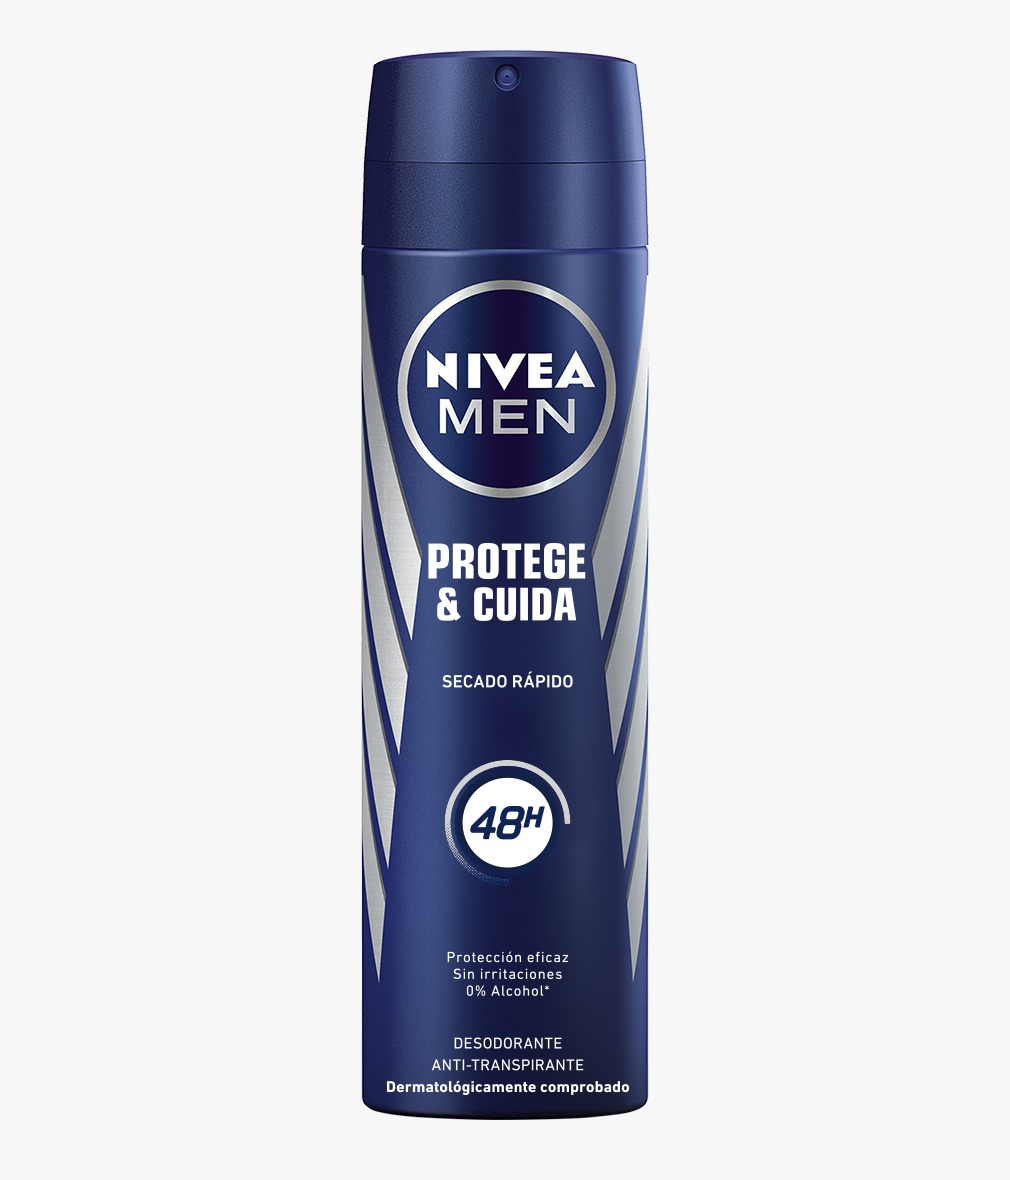 NIVEA
MEN
PROTEGE
& CUIDA
SECADO RÁPIDO
48H
Protección eficaz
Sin irritaciones
0% Alcohol*
DESODORANTE
ANTI-TRANSPIRANTE
Dermatológicamente comprobado